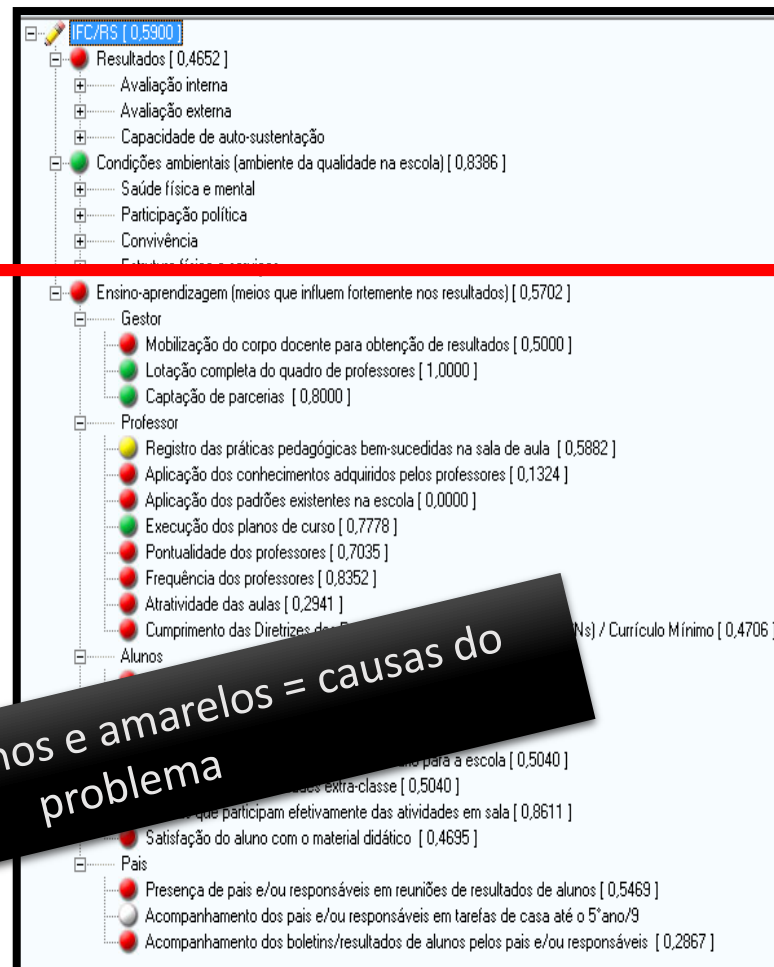 IFC/RS [ 0,5900 ]
Resultados [ 0,4652 ]
Avaliação interna
Avaliação externa
Capacidade de auto-sustentação
Condições ambientais (ambiente da qualidade na escola) [ 0,8386 ]
Saúde física e mental
Participação política
Convivência
Ensino-aprendizagem (meios que influem fortemente nos resultados) [ 0,5702 ]
Gestor
Mobilização do corpo docente para obtenção de resultados [ 0,5000 ]
Lotação completa do quadro de professores [ 1,0000 ]
Captação de parcerias [ 0,8000 ]
Professor
Registro das práticas pedagógicas bem-sucedidas na sala de aula [ 0,5882 ]
Aplicação dos conhecimentos adquiridos pelos professores [ 0,1324 ]
Aplicação dos padrões existentes na escola [ 0,0000 ]
Execução dos planos de curso [ 0,7778 ]
Pontualidade dos professores [ 0,7035 ]
Frequência dos professores [ 0,8352 ]
Atratividade das aulas [ 0,2941 ]
Cumprimento das Diretrizes Ns) / Currículo Mínimo [ 0,4706 ]
Alunos
e amarelos = causas do
problema
para a escola [ 0,5040 ]
extra-classe [ 0,5040 ]
que participam efetivamente das atividades em sala [ 0,8611 ]
Satisfação do aluno com o material didático [ 0,4695 ]
Pais
Presença de pais e/ou responsáveis em reuniões de resultados de alunos [ 0,5469 ]
Acompanhamento dos pais e/ou responsáveis em tarefas de casa até o 5°ano/9
Acompanhamento dos boletins/resultados de alunos pelos pais e/ou responsáveis [ 0,2867 ]